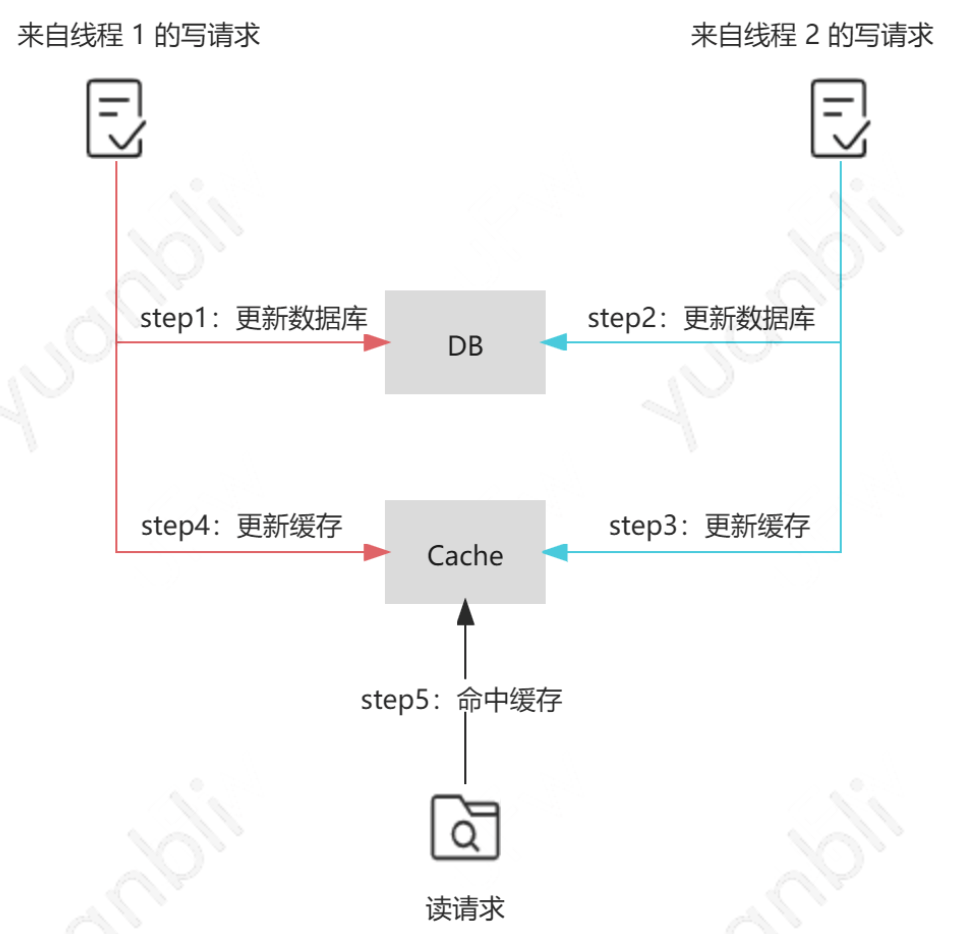 来自线程 1 的写请求
来自线程 2 的写请求
step1：更新数据库
step2：更新数据库
DB
step4：更新缓存
step3：更新缓存
Cache
step5：命中缓存
读请求
yuanbli
yuanbli
yuanbli
yuanbli